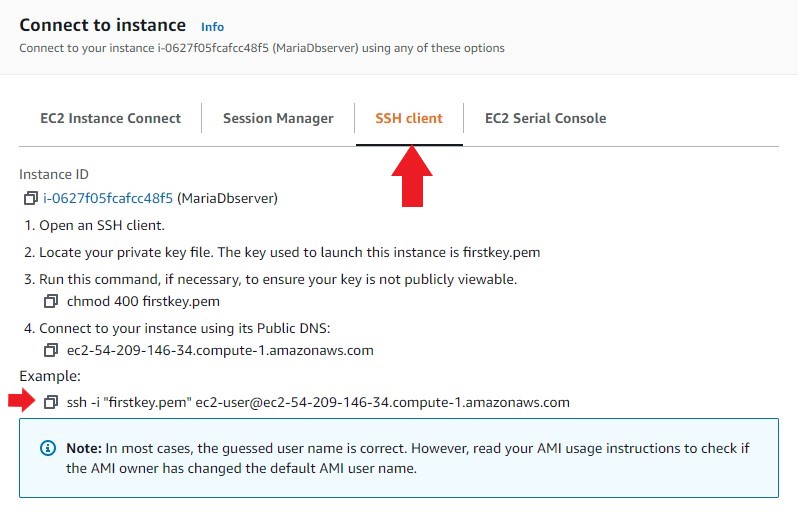 Connect to instance Info
Connect to your instance i-0627f05fcafcc48f5 (MariaDbserver) using any of these options
EC2 Instance Connect Session Manager SSH client EC2 Serial Console
Instance ID
i-0627f05fcafcc48f5 (MariaDbserver)
1. Open an SSH client.
2. Locate your private key file. The key used to launch this instance is firstkey.pem
3. Run this command, if necessary, to ensure your key is not publicly viewable.
chmod 400 firstkey.pem
4. Connect to your instance using its Public DNS:
ec2-54-209-146-34.compute-1.amazonaws.com
Example:
ssh -i "firstkey.pem" ec2-user@ec2-54-209-146-34.compute-1.amazonaws.com
Note: In most cases, the guessed user name is correct. However, read your AMI usage instructions to check if
the AMI owner has changed the default AMI user name.